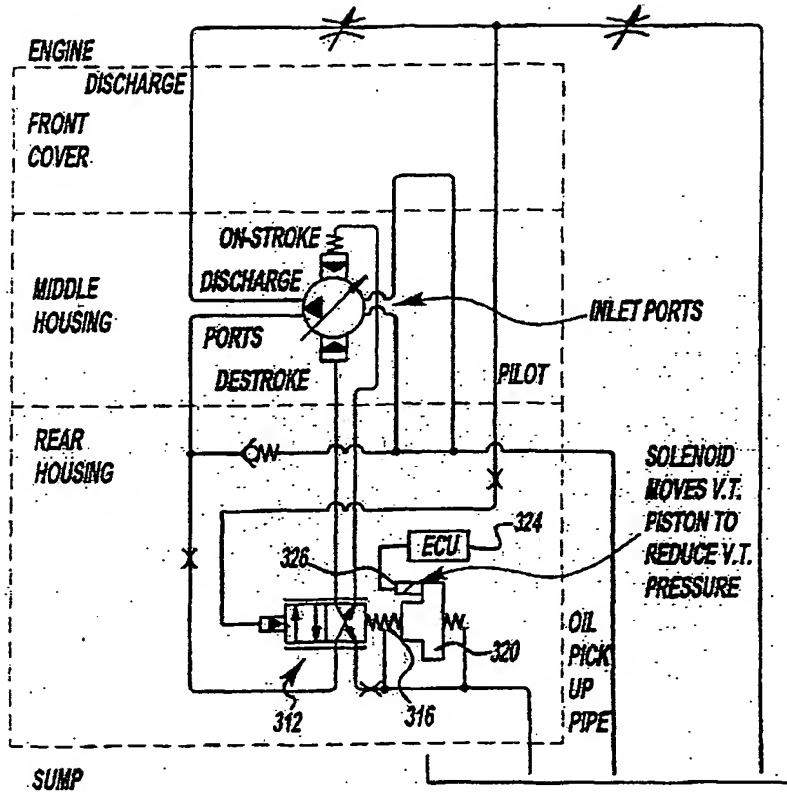 ENGINE
DISCHARGE
FRONT
COVER
ON-STROKE
DISCHARGE
MIDDLE
HOUSING
INLET PORTS
PORTS
DESTROKE
PILOT
REAR
HOUSING
SOLENOID
MOVES V.T.
PISTON TO
REDUCE V.T.
PRESSURE
324
ECU
326
OIL
PICK
UP
PIPE
320
312
316
SUMP